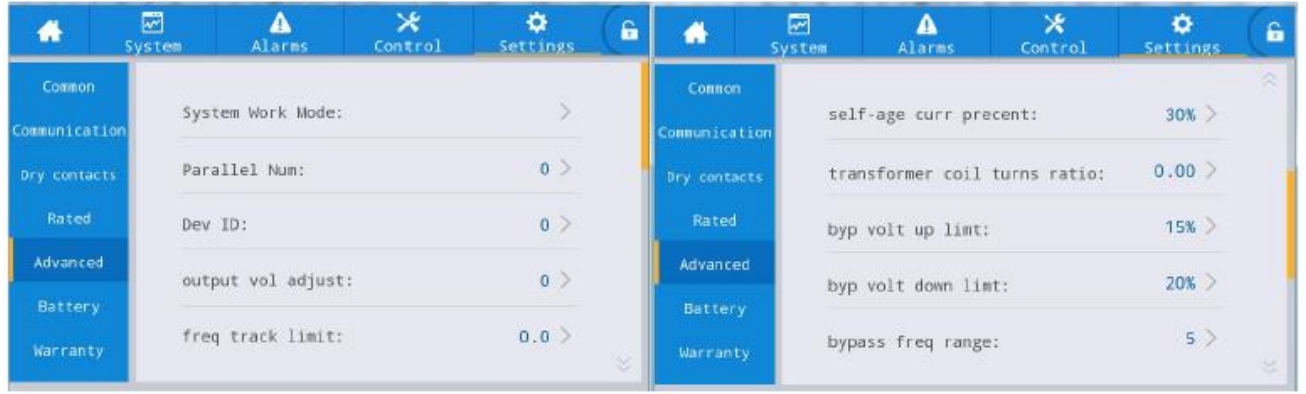 System Alarms Control Settings
Common
Communication
Dry contacts
Rated
Advanced
Battery
Warranty
System Work Mode:
Parallel Num: 0
Dev ID: 0
output vol adjust: 0
freq track limit: 0.0
System Alarms Control Settings
Common
Communication
Dry contacts
Rated
Advanced
Battery
Warranty
self-age curr precent: 30%
transformer coil turns ratio: 0.00
byp volt up limt: 15%
byp volt down limt: 20%
bypass freq range: 5